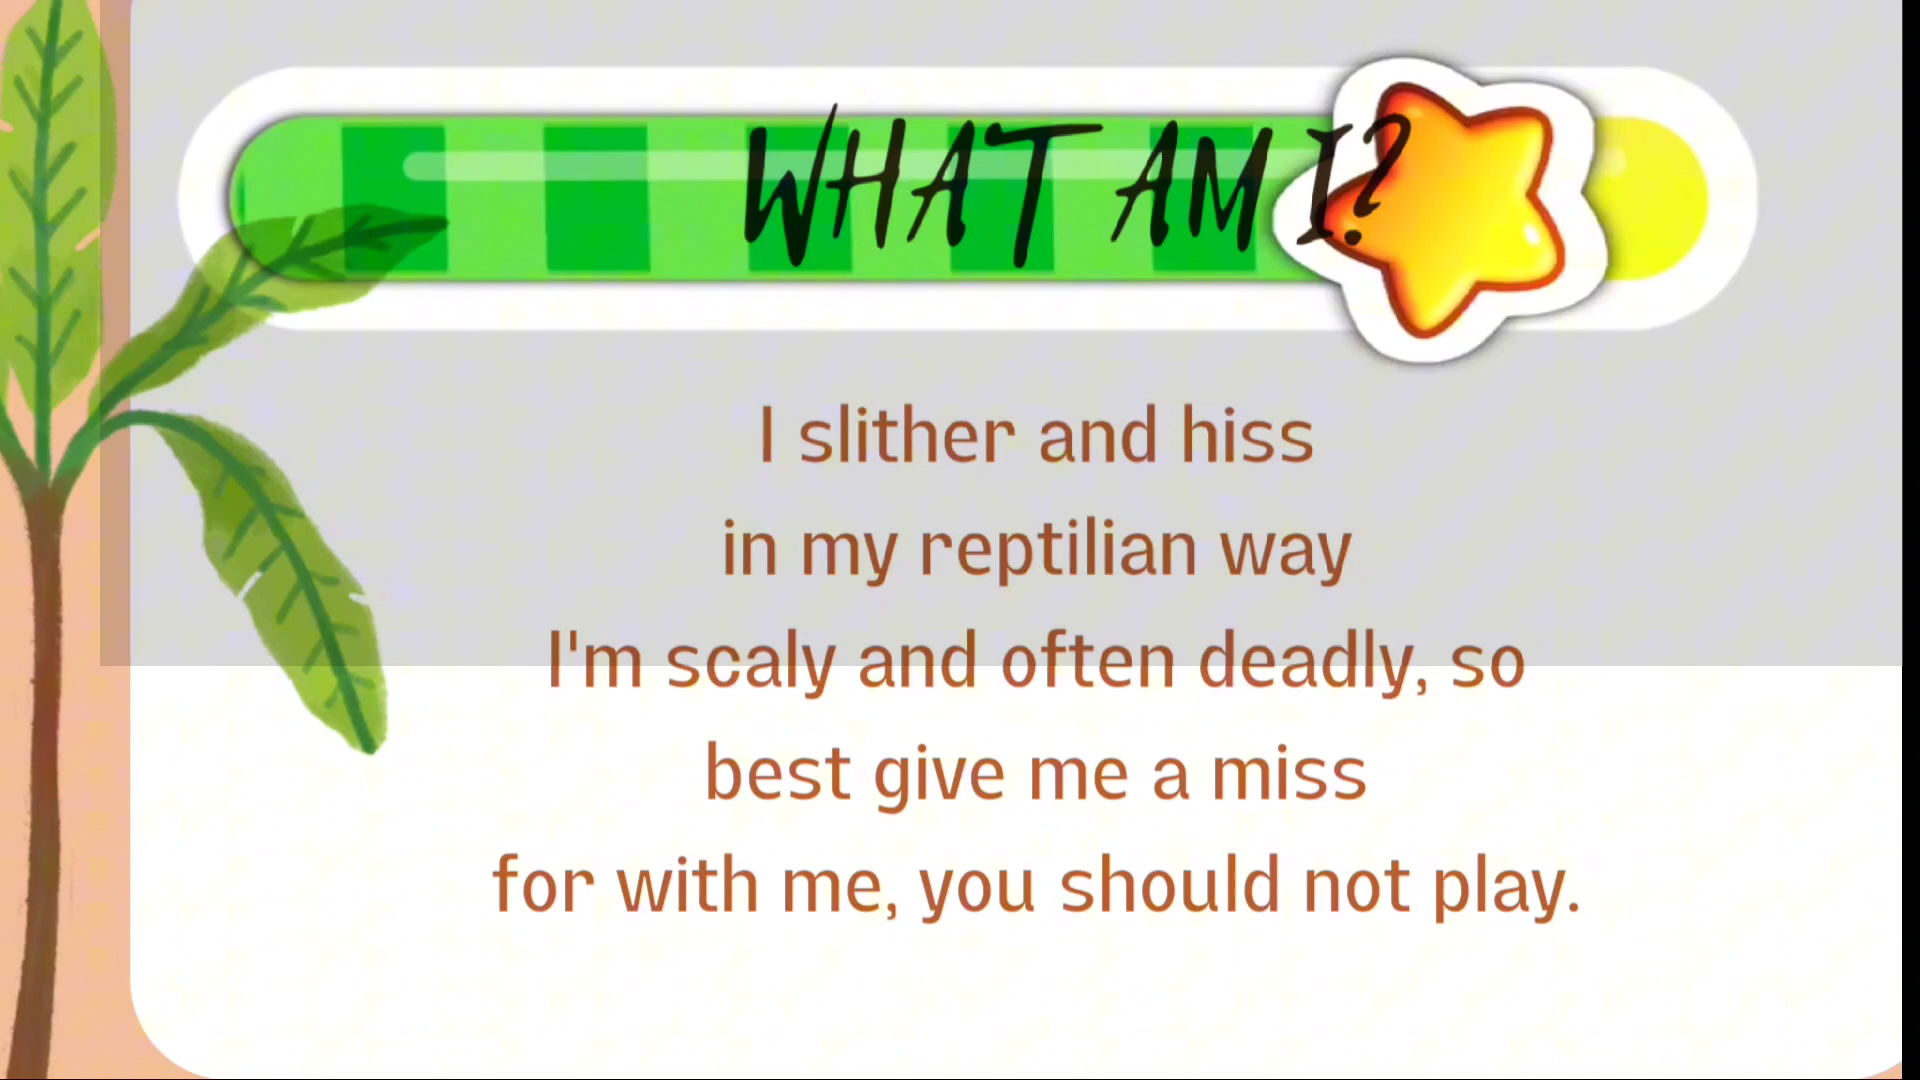 WHAT AM I?
I slither and hiss
in my reptilian way
I'm scaly and often deadly, so
best give me a miss
for with me, you should not play.